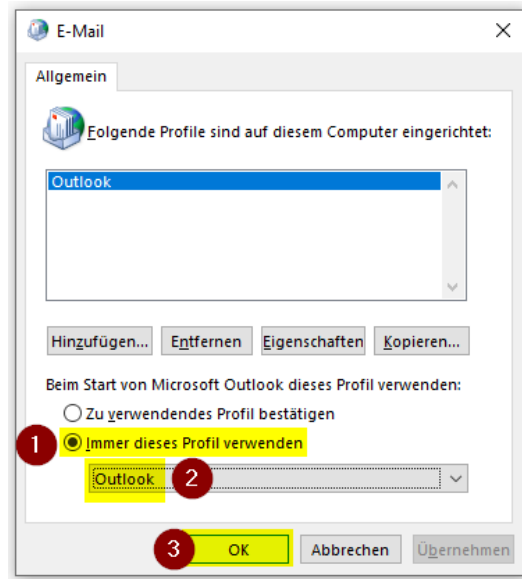 E-Mail
Allgemein
Folgende Profile sind auf diesem Computer eingerichtet:
Outlook
Hinzufügen... Entfernen Eigenschaften Kopieren...
Beim Start von Microsoft Outlook dieses Profil verwenden:
Zu verwendendes Profil bestätigen
1 Immer dieses Profil verwenden
Outlook 2
3 OK Abbrechen Übernehmen